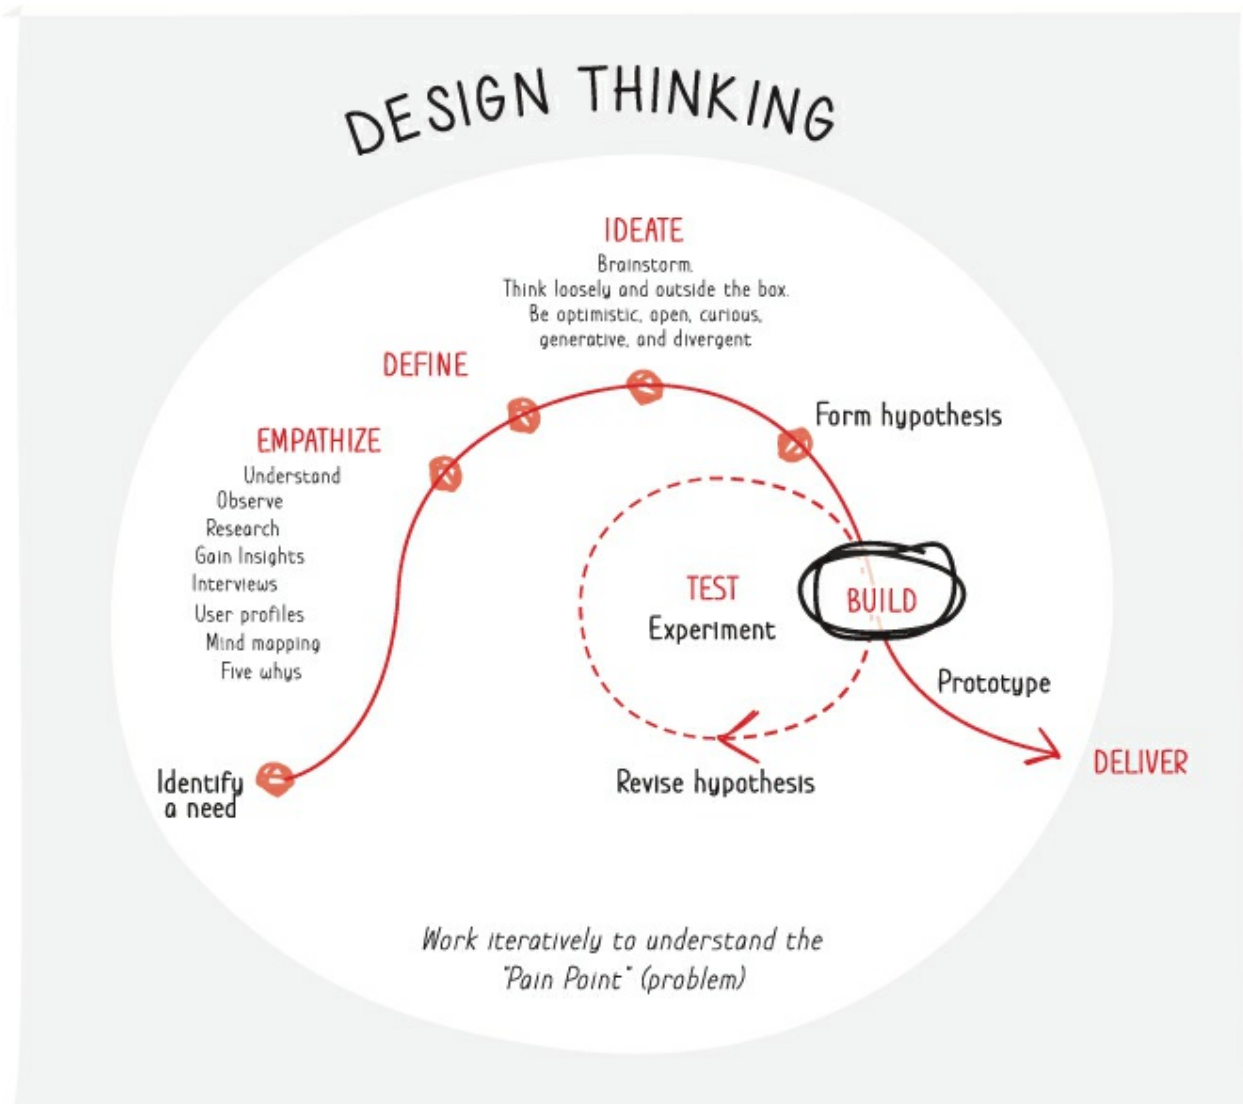 DESIGN THINKING
IDEATE
Brainstorm.
Think loosely and outside the box.
Be optimistic, open, curious,
generative, and divergent
DEFINE
EMPATHIZE
Understand
Observe
Research
Gain Insights
Interviews
User profiles
Mind mapping
Five whys
Identify
a need
Form hypothesis
TEST
Experiment
BUILD
Prototype
Revise hypothesis
DELIVER
Work iteratively to understand the
"Pain Point" (problem)